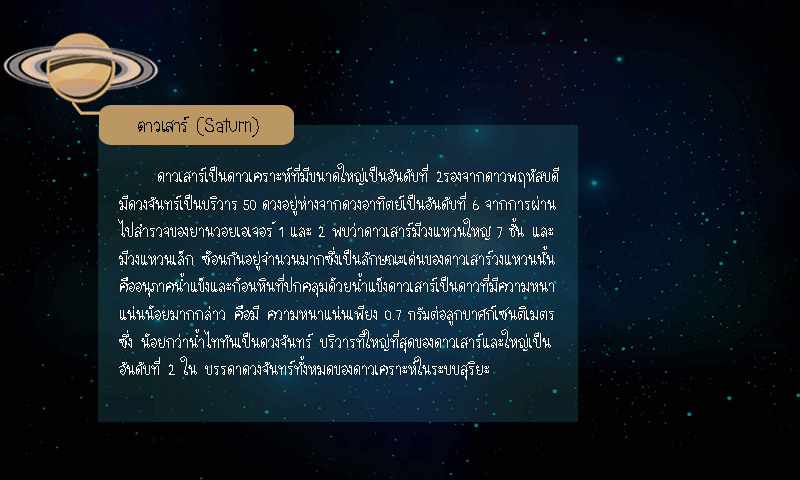 ดาวเสาร์ (Saturn)
ดาวเสาร์เป็นดาวเคราะห์ที่มีขนาดใหญ่เป็นอันดับที่ 2รองจากดาวพฤหัสบดี
มีดวงจันทร์เป็นบริวาร 50 ดวงอยู่ห่างจากดวงอาทิตย์เป็นอันดับที่ 6 จากการผ่าน
ไปสำรวจของยานวอยเอเจอร์ 1 และ 2 พบว่าดาวเสาร์มีวงแหวนใหญ่ 7 ชั้น และ
มีวงแหวนเล็ก ซ้อนกันอยู่จำนวนมากซึ่งเป็นลักษณะเด่นของดาวเสาร์วงแหวนนั้น
คืออนุภาคน้ำแข็งและก้อนหินที่ปกคลุมด้วยน้ำแข็งดาวเสาร์เป็นดาวที่มีความหนา
แน่นน้อยมากกล่าว คือมี ความหนาแน่นเพียง 0.7 กรัมต่อลูกบาศก์เซนติเมตร
ซึ่ง น้อยกว่าน้ำไททันเป็นดวงจันทร์ บริวารที่ใหญ่ที่สุดของดาวเสาร์และใหญ่เป็น
อันดับที่ 2 ใน บรรดาดวงจันทร์ทั้งหมดของดาวเคราะห์ในระบบสุริยะ